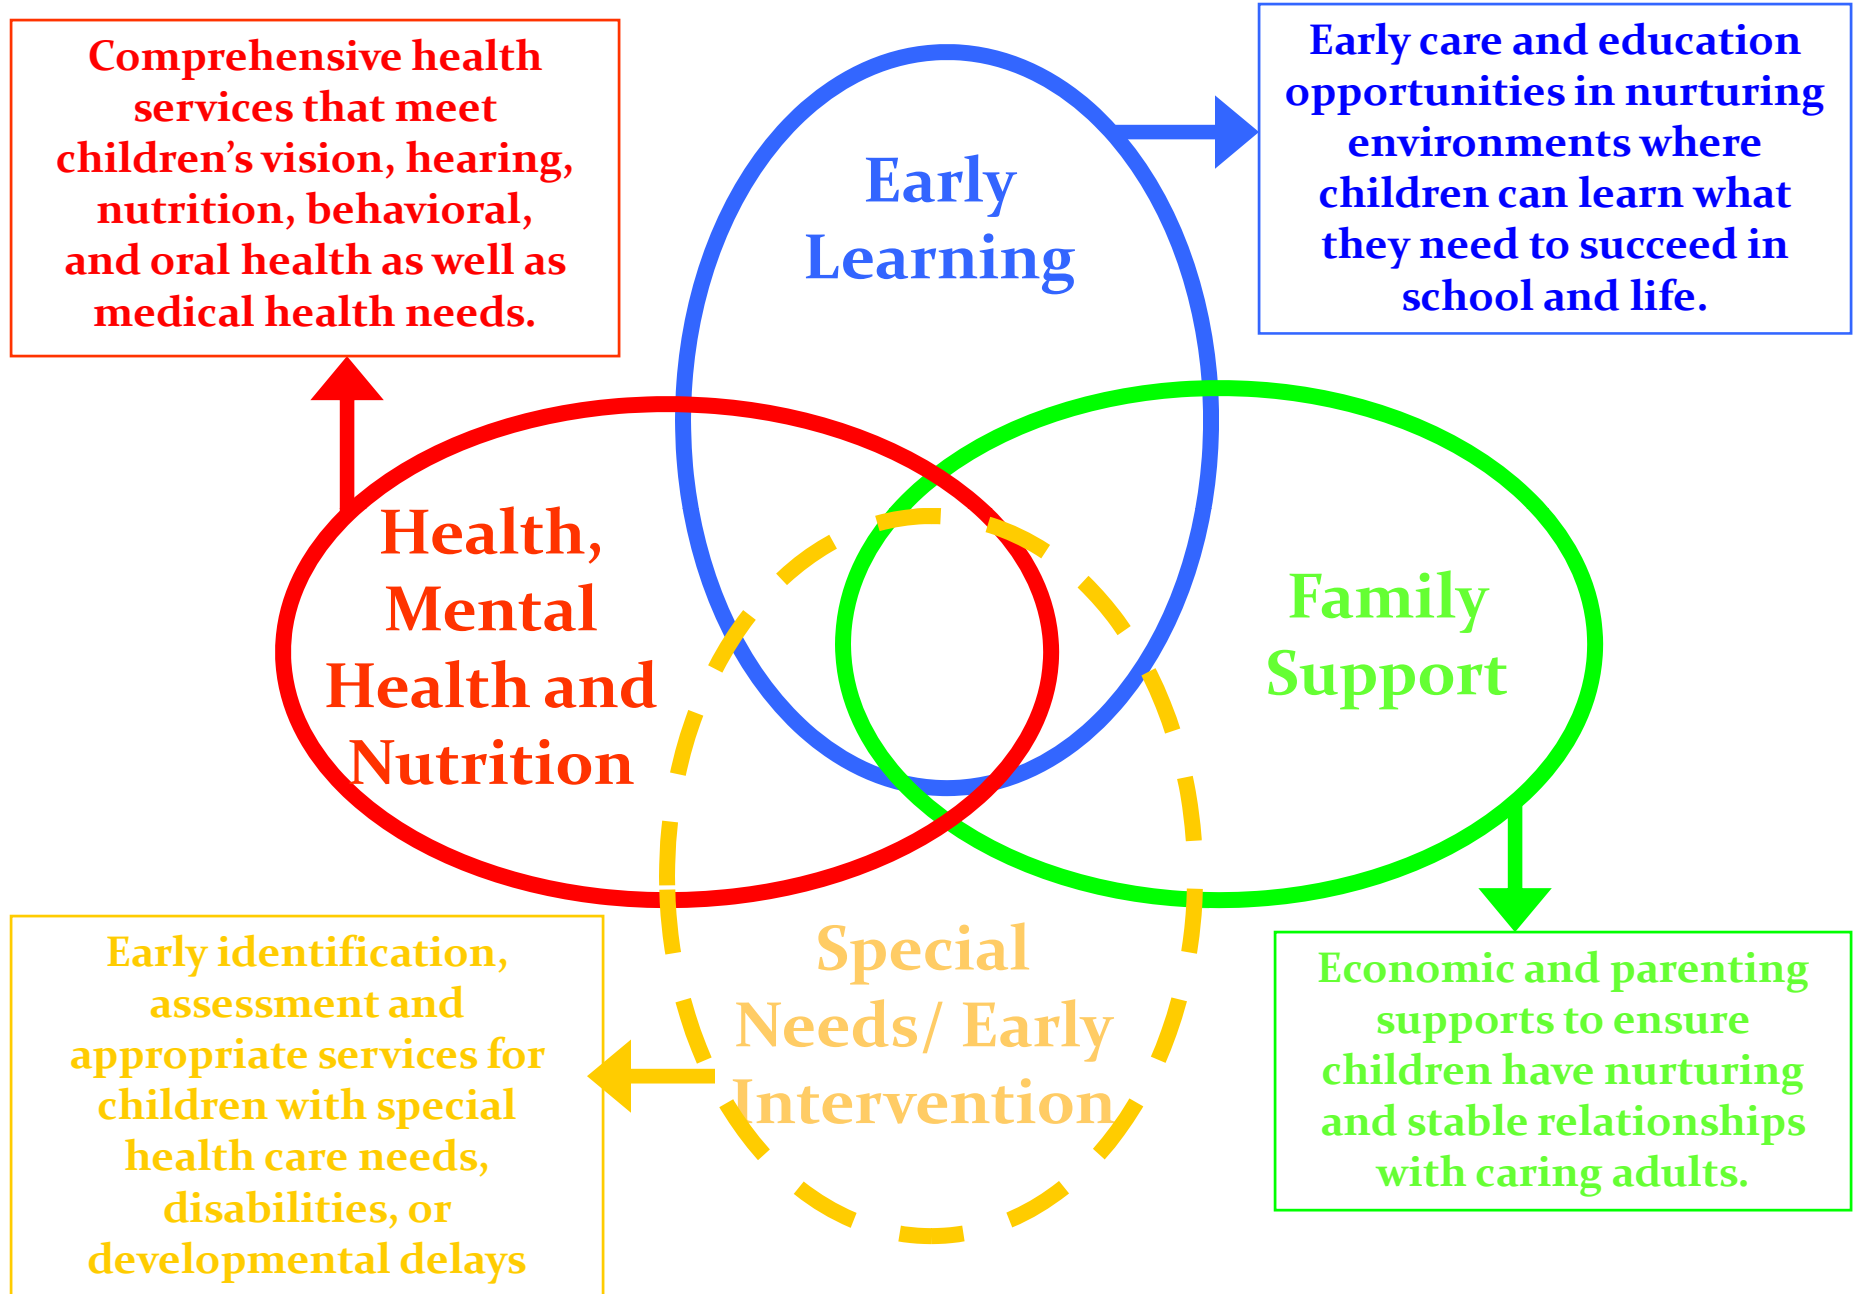 Comprehensive health
services that meet
children’s vision, hearing,
nutrition, behavioral,
and oral health as well as
medical health needs.
Early
Learning
Early care and education
opportunities in nurturing
environments where
children can learn what
they need to succeed in
school and life.
Health,
Mental
Health and
Nutrition
Family
Support
Early identification,
assessment and
appropriate services for
children with special
health care needs,
disabilities, or
developmental delays
Special
Needs/ Early
Intervention
Economic and parenting
supports to ensure
children have nurturing
and stable relationships
with caring adults.